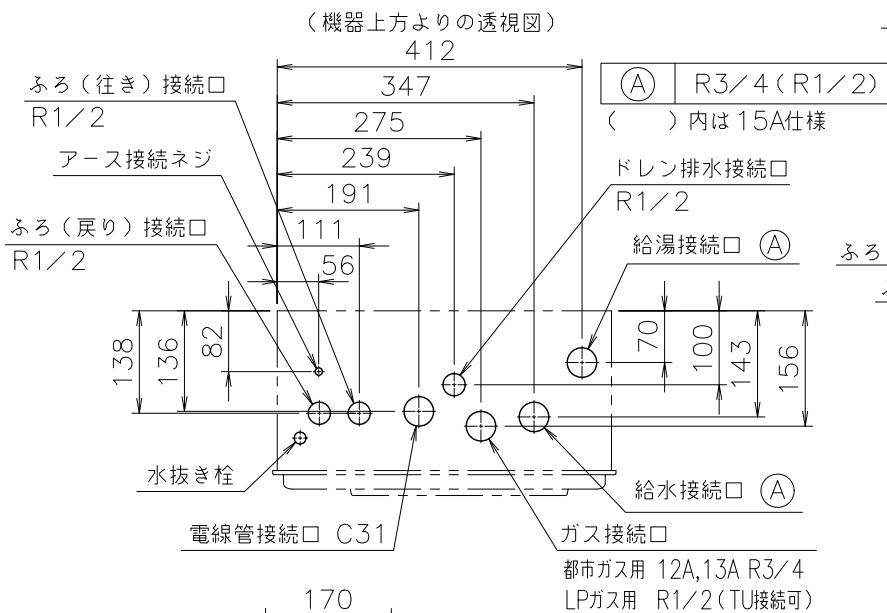 （機器上方よりの透視図）
412
ふろ（往き）接続口
R1／2
347
Ⓐ R3／4（R1／2）
（　　）内は15A仕様
275
アース接続ネジ
239
ドレン排水接続口
R1／2
191
ふろ（戻り）接続口
R1／2
111
給湯接続口 Ⓐ
56
ふろ
138
136
82
70
100
143
156
水抜き栓
給水接続口 Ⓐ
電線管接続口 C31
ガス接続口
都市ガス用 12A,13A R3／4
LPガス用 R1／2（TU接続可）
170